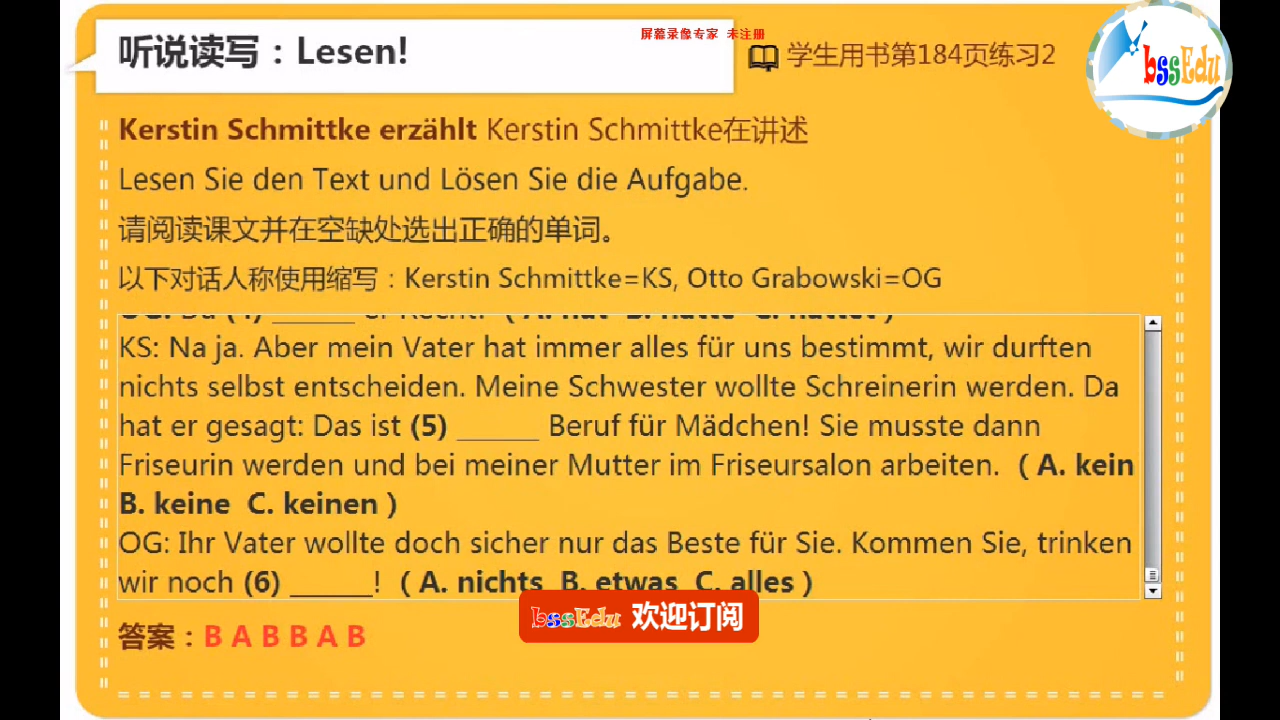 屏幕录像专家 未注册
听说读写：Lesen!
学生用书第184页练习2
bssEdu
Kerstin Schmittke erzählt Kerstin Schmittke在讲述
Lesen Sie den Text und Lösen Sie die Aufgabe.
请阅读课文并在空缺处选出正确的单词。
以下对话人称使用缩写：Kerstin Schmittke=KS, Otto Grabowski=OG
KS: Na ja. Aber mein Vater hat immer alles für uns bestimmt, wir durften
nichts selbst entscheiden. Meine Schwester wollte Schreinerin werden. Da
hat er gesagt: Das ist (5) ______ Beruf für Mädchen! Sie musste dann
Friseurin werden und bei meiner Mutter im Friseursalon arbeiten. ( A. kein
B. keine C. keinen )
OG: Ihr Vater wollte doch sicher nur das Beste für Sie. Kommen Sie, trinken
wir noch (6) ______! ( A. nichts B. etwas C. alles )
bssEdu 欢迎订阅
答案：B A B B A B